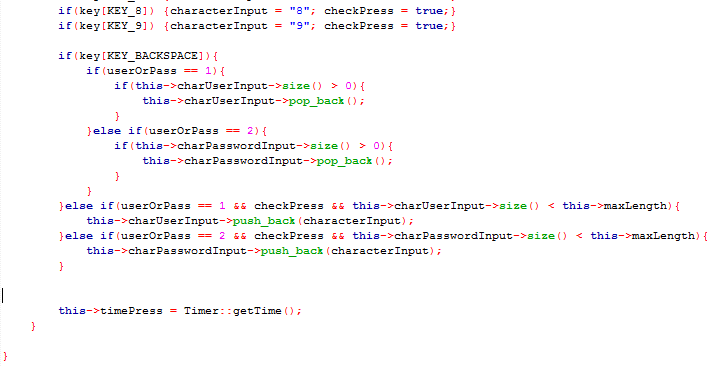 if(key[KEY_8]) {characterInput = "8"; checkPress = true;}
if(key[KEY_9]) {characterInput = "9"; checkPress = true;}
if(key[KEY_BACKSPACE]){
if(userOrPass == 1){
if(this->charUserInput->size() > 0){
this->charUserInput->pop_back();
}
}else if(userOrPass == 2){
if(this->charPasswordInput->size() > 0){
this->charPasswordInput->pop_back();
}
}
}else if(userOrPass == 1 && checkPress && this->charUserInput->size() < this->maxLength){
this->charUserInput->push_back(characterInput);
}else if(userOrPass == 2 && checkPress && this->charPasswordInput->size() < this->maxLength){
this->charPasswordInput->push_back(characterInput);
}
this->timePress = Timer::getTime();
}
}